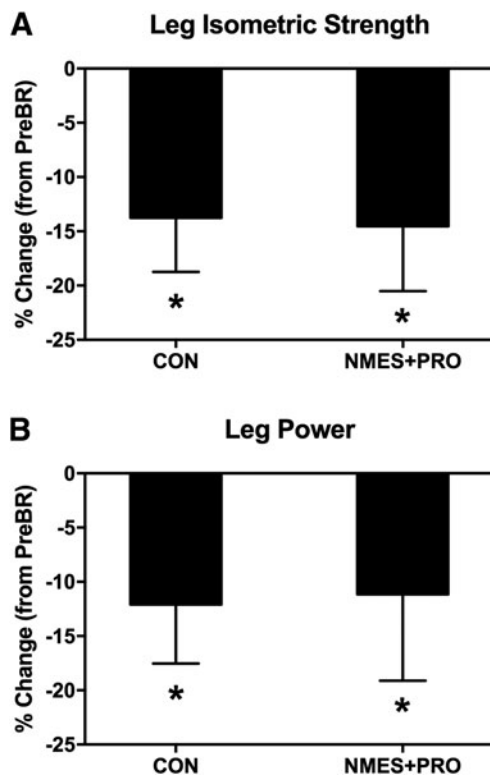 A
Leg Isometric Strength
% Change (from PreBR)
0
-5
-10
-15
-20
-25
*
*
CON
NMES+PRO
B
Leg Power
% Change (from PreBR)
0
-5
-10
-15
-20
-25
*
*
CON
NMES+PRO